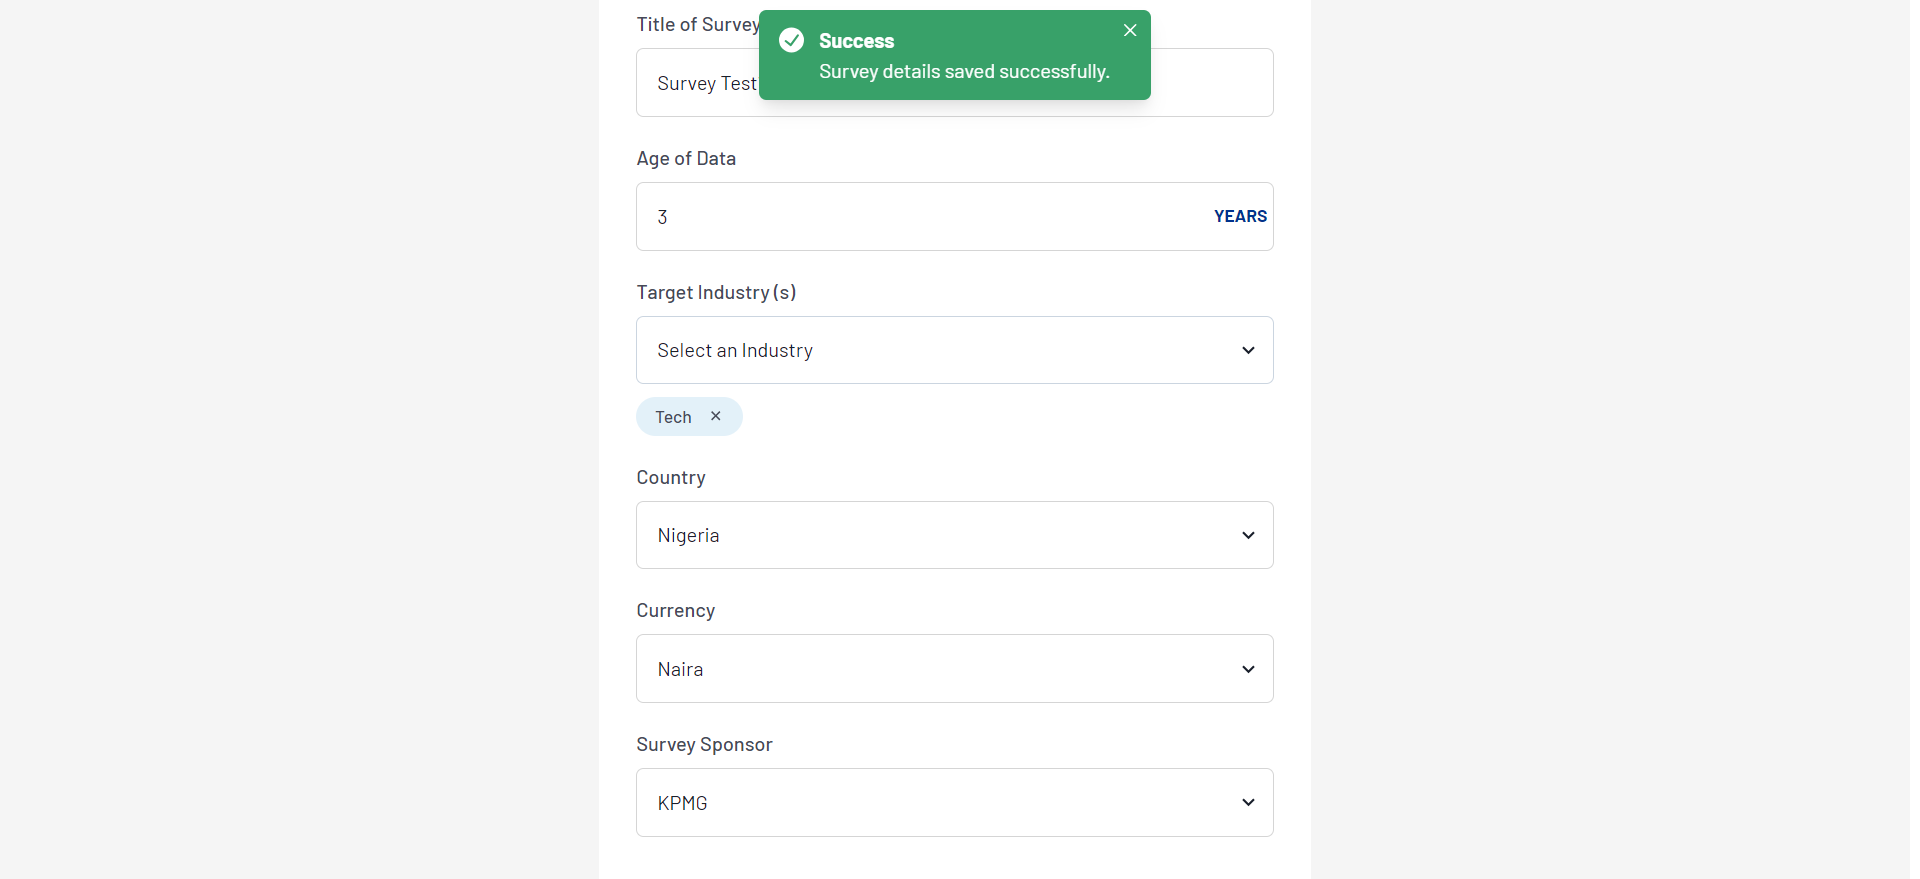 Title of Survey
Success
Survey details saved successfully.
Survey Test
Age of Data
3
YEARS
Target Industry (s)
Select an Industry
Tech
Country
Nigeria
Currency
Naira
Survey Sponsor
KPMG